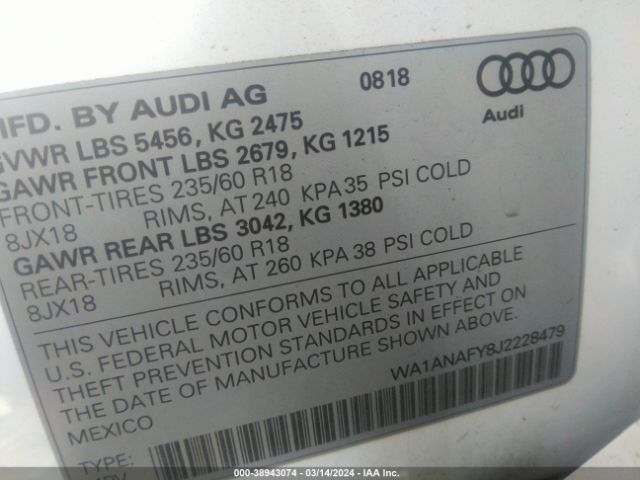 MFD. BY AUDI AG 0818
Audi
GVWR LBS 5456, KG 2475
GAWR FRONT LBS 2679, KG 1215
FRONT-TIRES 235/60 R18
8JX18 RIMS, AT 240 KPA 35 PSI COLD
GAWR REAR LBS 3042, KG 1380
REAR-TIRES 235/60 R18
8JX18 RIMS, AT 260 KPA 38 PSI COLD
THIS VEHICLE CONFORMS TO ALL APPLICABLE
U.S. FEDERAL MOTOR VEHICLE SAFETY AND
THEFT PREVENTION STANDARDS IN EFFECT ON
THE DATE OF MANUFACTURE SHOWN ABOVE.
MEXICO
WA1ANAFY8J2228479
TYPE:
000-38943074 | 03/14/2024 | IAA Inc.